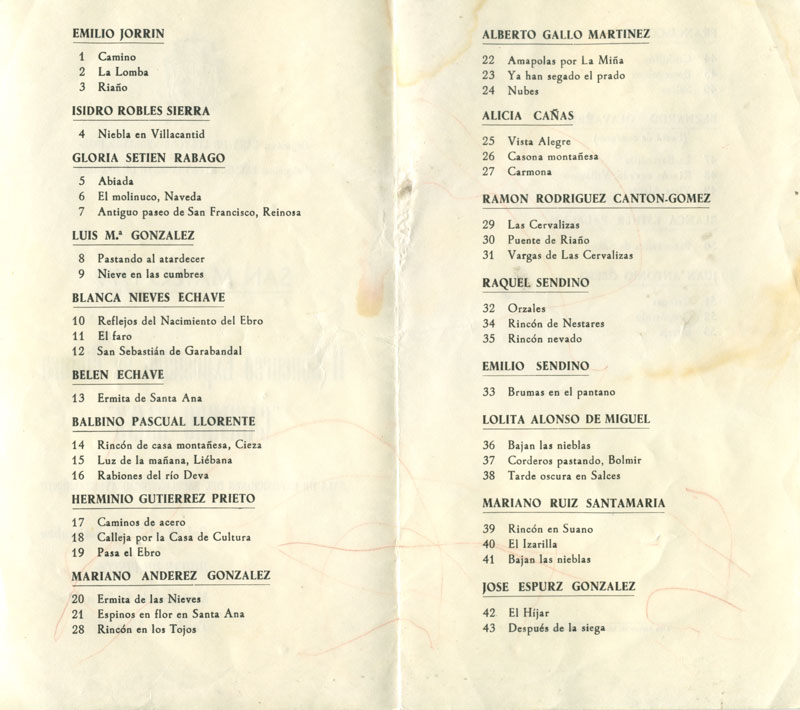 EMILIO JORRIN
1 Camino
2 La Lomba
3 Riaño
ISIDRO ROBLES SIERRA
4 Niebla en Villacantid
GLORIA SETIEN RABAGO
5 Abiada
6 El molinuco, Naveda
7 Antiguo paseo de San Francisco, Reinosa
LUIS M.ª GONZALEZ
8 Pastando al atardecer
9 Nieve en las cumbres
BLANCA NIEVES ECHAVE
10 Reflejos del Nacimiento del Ebro
11 El faro
12 San Sebastián de Garabandal
BELEN ECHAVE
13 Ermita de Santa Ana
BALBINO PASCUAL LLORENTE
14 Rincón de casa montañesa, Cieza
15 Luz de la mañana, Liébana
16 Rabiones del río Deva
HERMINIO GUTIERREZ PRIETO
17 Caminos de acero
18 Calleja por la Casa de Cultura
19 Pasa el Ebro
MARIANO ANDEREZ GONZALEZ
20 Ermita de las Nieves
21 Espinos en flor en Santa Ana
28 Rincón en los Tojos
ALBERTO GALLO MARTINEZ
22 Amapolas por La Miña
23 Ya han segado el prado
24 Nubes
ALICIA CAÑAS
25 Vista Alegre
26 Casona montañesa
27 Carmona
RAMON RODRIGUEZ CANTON-GOMEZ
29 Las Cervalizas
30 Puente de Riaño
31 Vargas de Las Cervalizas
RAQUEL SENDINO
32 Orzales
34 Rincón de Nestares
35 Rincón nevado
EMILIO SENDINO
33 Brumas en el pantano
LOLITA ALONSO DE MIGUEL
36 Bajan las nieblas
37 Corderos pastando, Bolmir
38 Tarde oscura en Salces
MARIANO RUIZ SANTAMARIA
39 Rincón en Suano
40 El Izarilla
41 Bajan las nieblas
JOSE ESPURZ GONZALEZ
42 El Híjar
43 Después de la siega